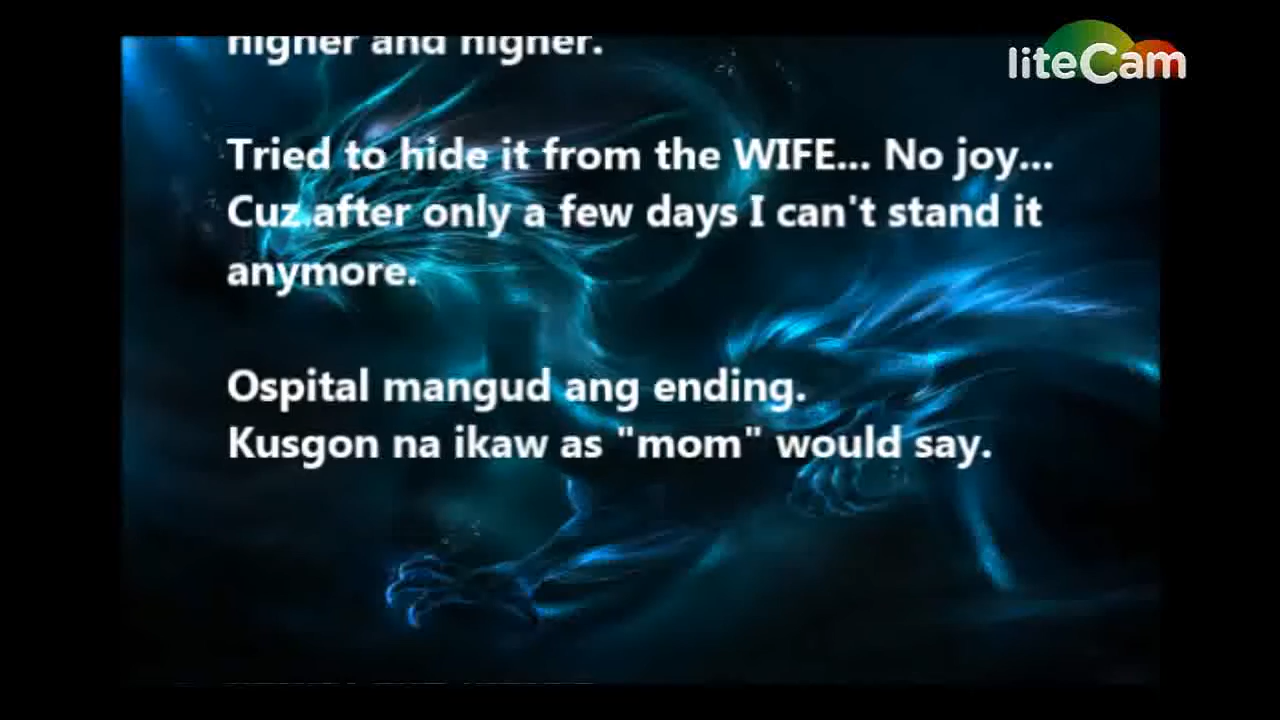 higher and higher.
liteCam
Tried to hide it from the WIFE... No joy...
Cuz after only a few days I can't stand it
anymore.
Ospital mangud ang ending.
Kusgon na ikaw as "mom" would say.